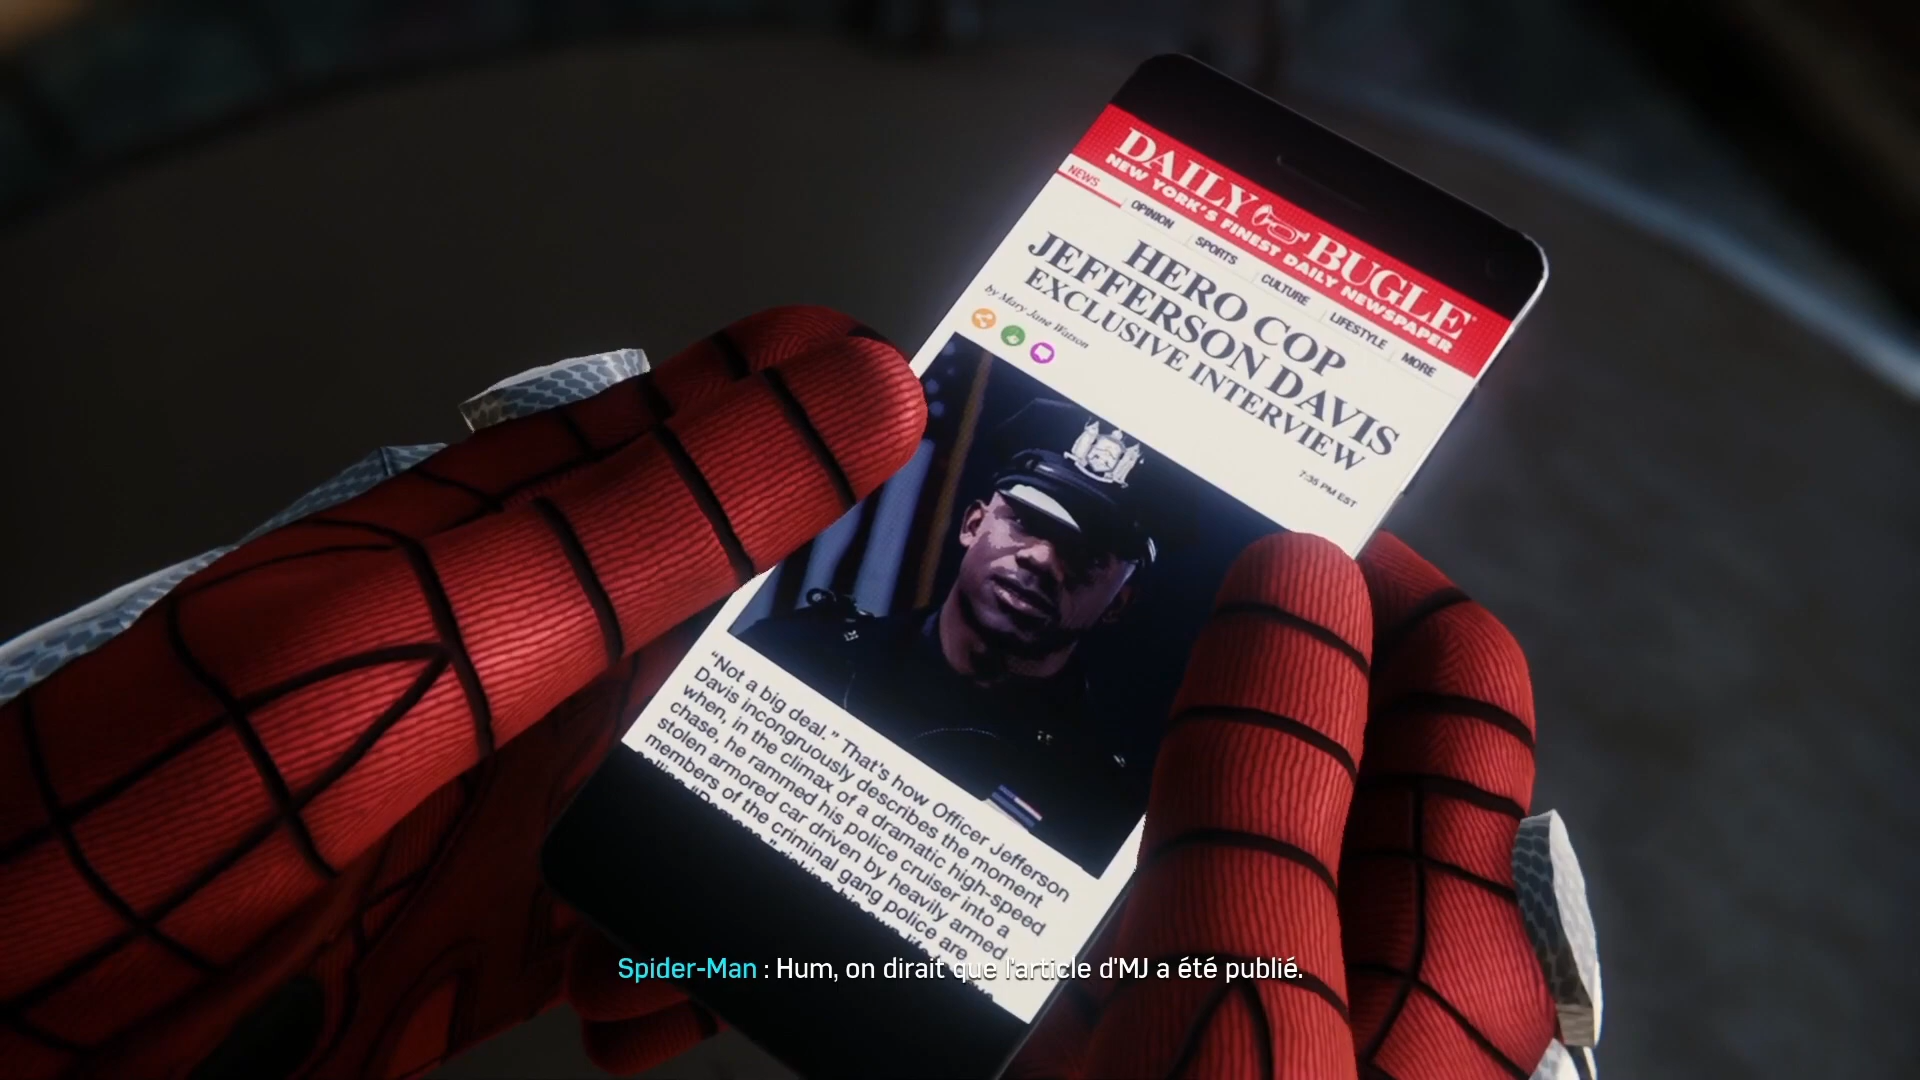 DAILY BUGLE
NEW YORK'S FINEST DAILY NEWSPAPER
NEWS OPINION SPORTS CULTURE LIFESTYLE MORE
HERO COP
JEFFERSON DAVIS
EXCLUSIVE INTERVIEW
by Mary Jane Watson
7:35 PM EST
“Not a big deal.” That's how Officer Jefferson
Davis incongruously describes the moment
when, in the climax of a dramatic high-speed
chase, he rammed his police cruiser into a
stolen armored car driven by heavily armed
members of the criminal gang police are
Spider-Man : Hum, on dirait que l'article d'MJ a été publié.